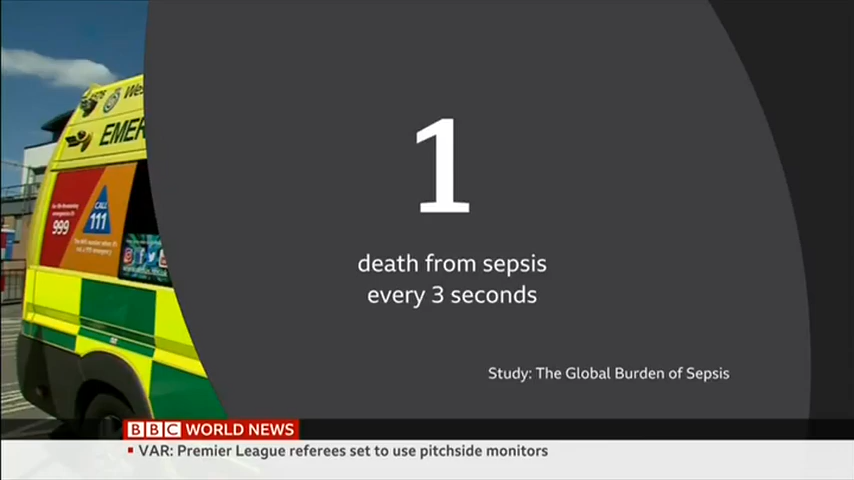 EMER
999
CALL
111
1
death from sepsis
every 3 seconds
Study: The Global Burden of Sepsis
BBC WORLD NEWS
VAR: Premier League referees set to use pitchside monitors